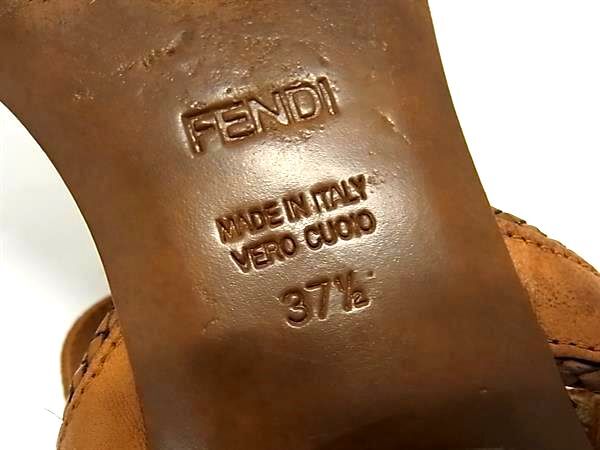 FENDI
MADE IN ITALY
VERO CUOIO
37½